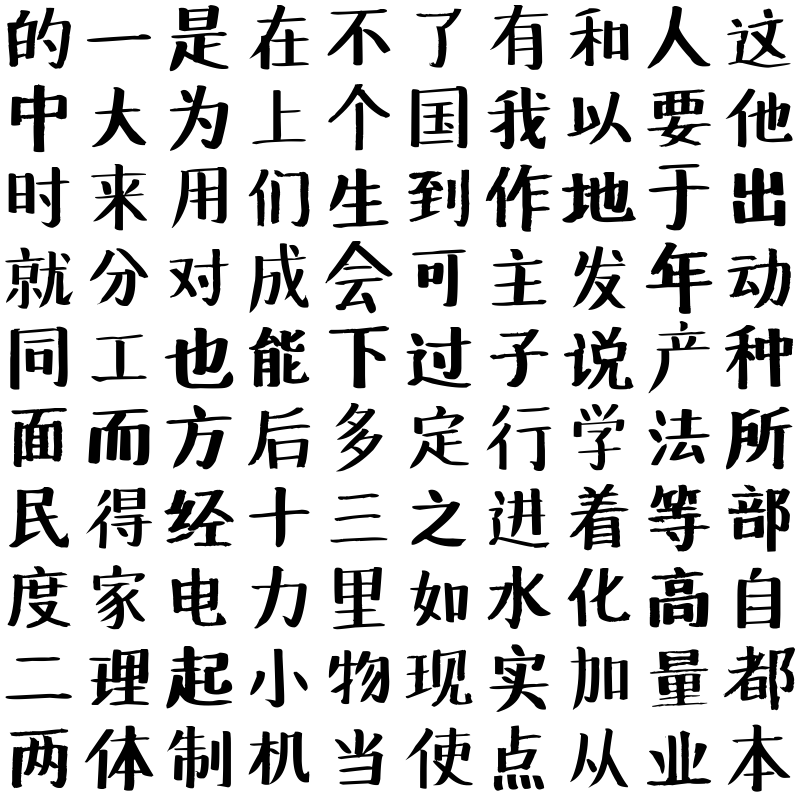 的一是在不了有和人这
中大为上个国我以要他
时来用们生到作地于出
就分对成会可主发年动
同工也能下过子说产种
面而方后多定行学法所
民得经十三之进着等部
度家电力里如水化高自
二理起小物现实加量都
两体制机当使点从业本